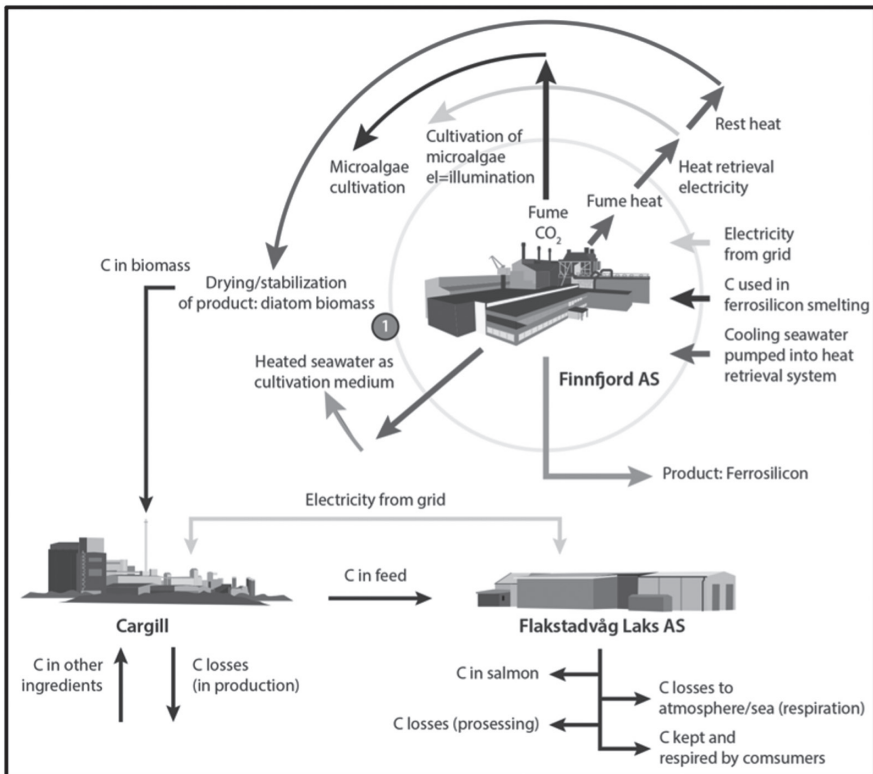 Rest heat
Cultivation of
microalgae
el=illumination
Microalgae
cultivation
Heat retrieval
electricity
Fume heat
Fume
CO₂
Electricity
from grid
C in biomass
Drying/stabilization
of product: diatom biomass
C used in
ferrosilicon smelting
1
Cooling seawater
pumped into heat
retrieval system
Heated seawater as
cultivation medium
Finnfjord AS
Product: Ferrosilicon
Electricity from grid
C in feed
Cargill
Flakstadvåg Laks AS
C in other
ingredients
C losses
(in production)
C in salmon
C losses to
atmosphere/sea (respiration)
C losses (prosessing)
C kept and
respired by comsumers